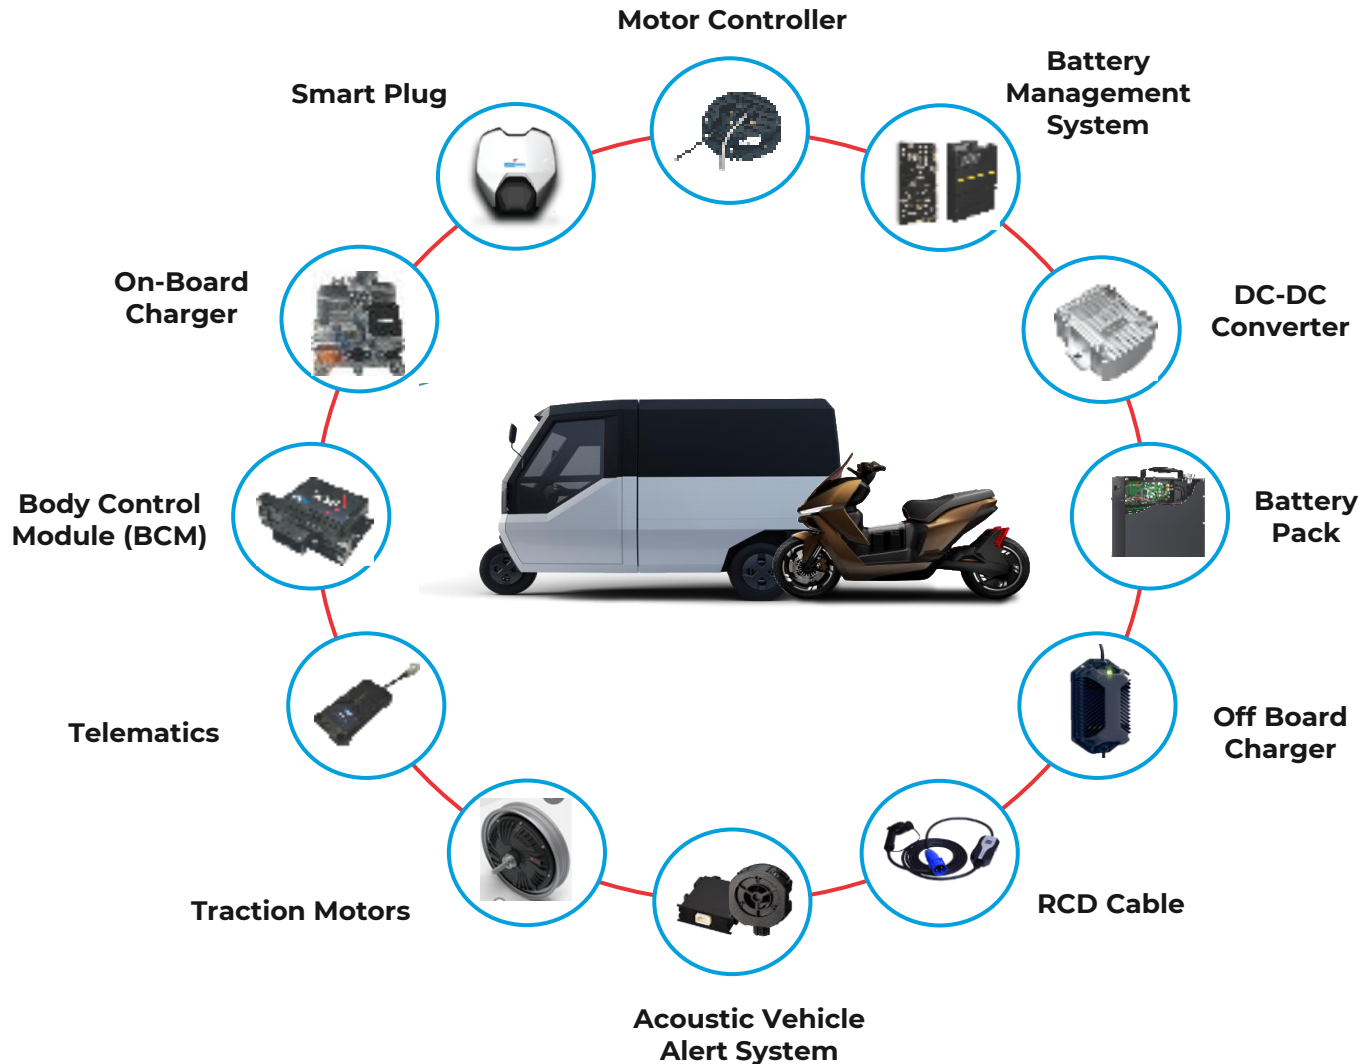 Motor Controller
Battery
Management
System
Smart Plug
On-Board
Charger
DC-DC
Converter
Body Control
Module (BCM)
Battery
Pack
Telematics
Off Board
Charger
Traction Motors
RCD Cable
Acoustic Vehicle
Alert System